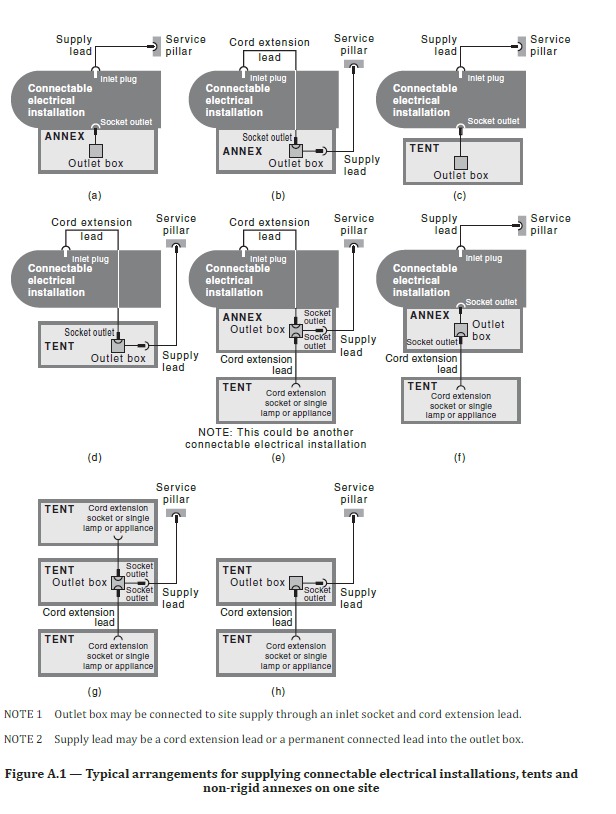 Supply
lead
Service
pillar
Inlet plug
Connectable
electrical
installation
Socket outlet
ANNEX
Outlet box
(a)
Cord extension
lead
Service
pillar
Inlet plug
Connectable
electrical
installation
Socket outlet
ANNEX
Outlet box
Supply
lead
(b)
Supply
lead
Service
pillar
Inlet plug
Connectable
electrical
installation
Socket outlet
TENT
Outlet box
(c)
Cord extension
lead
Service
pillar
Inlet plug
Connectable
electrical
installation
Socket outlet
TENT
Outlet box
Supply
lead
(d)
Cord extension
lead
Service
pillar
Inlet plug
Connectable
electrical
installation
ANNEX
Outlet box
Socket
outlet
Socket
outlet
Supply
lead
Cord extension
lead
TENT
Cord extension
socket or single
lamp or appliance
NOTE: This could be another
connectable electrical installation
(e)
Supply
lead
Service
pillar
Inlet plug
Connectable
electrical
installation
Socket outlet
ANNEX
Outlet
box
Socket outlet
Cord extension
lead
TENT
Cord extension
socket or single
lamp or appliance
(f)
Service
pillar
TENT
Cord extension
socket or single
lamp or appliance
TENT
Outlet box
Socket
outlet
Socket
outlet
Supply
lead
Cord extension
lead
TENT
Cord extension
socket or single
lamp or appliance
(g)
Service
pillar
TENT
Outlet box
Socket
outlet
Supply
lead
Cord extension
lead
TENT
Cord extension
socket or single
lamp or appliance
(h)
NOTE 1 Outlet box may be connected to site supply through an inlet socket and cord extension lead.
NOTE 2 Supply lead may be a cord extension lead or a permanent connected lead into the outlet box.
Figure A.1 — Typical arrangements for supplying connectable electrical installations, tents and
non-rigid annexes on one site